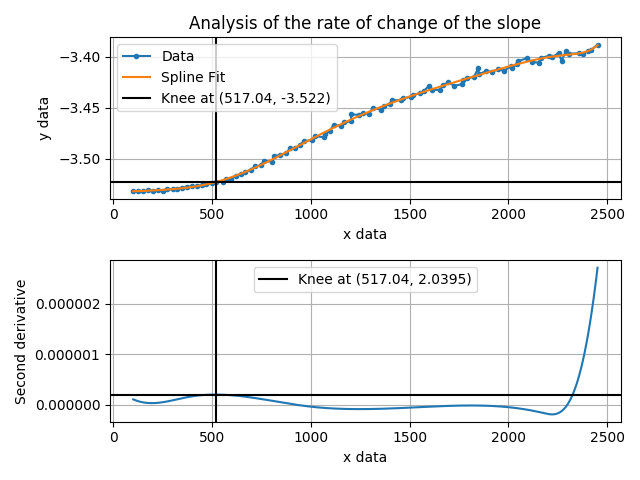 Analysis of the rate of change of the slope
−3.40
−3.45
−3.50
y data
Data
Spline Fit
Knee at (517.04, -3.522)
0
500
1000
1500
2000
2500
x data
0.000002
0.000001
0.000000
Second derivative
Knee at (517.04, 2.0395)
0
500
1000
1500
2000
2500
x data